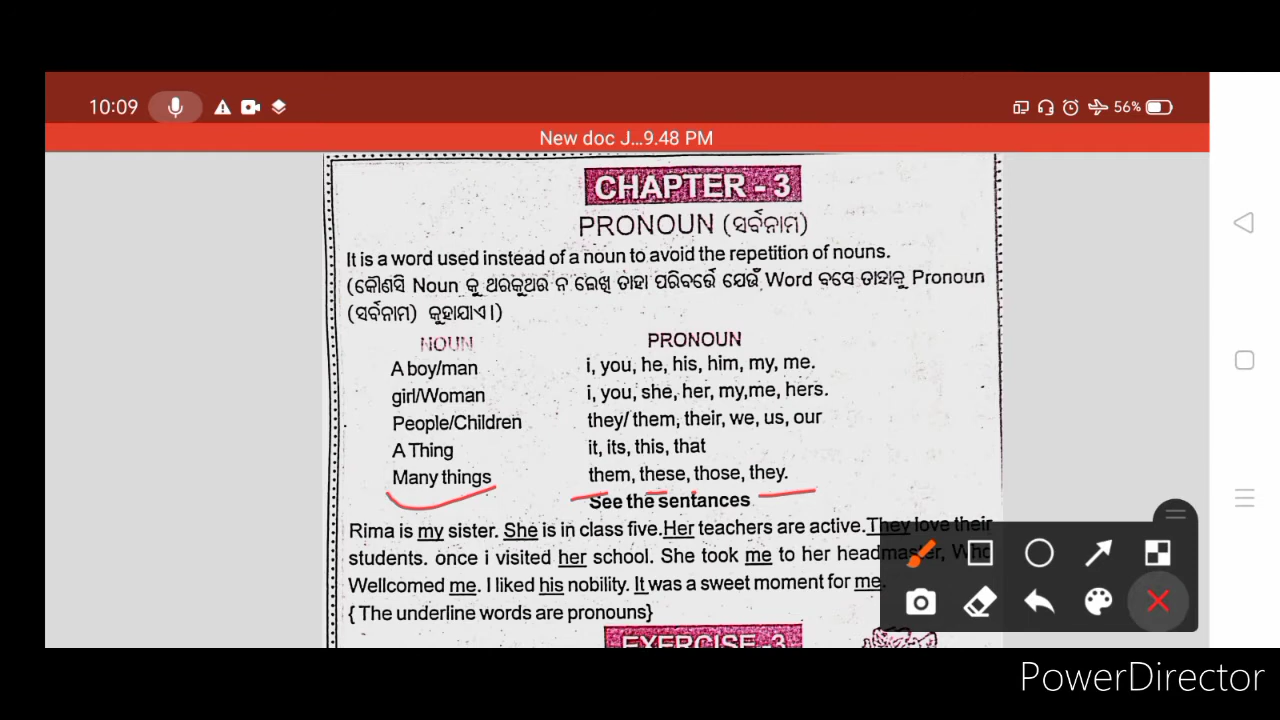 10:09
56%
New doc J...9.48 PM
CHAPTER - 3
PRONOUN (ସର୍ବନାମ)
It is a word used instead of a noun to avoid the repetition of nouns.
(କୌଣସି Noun କୁ ଥରକୁଥର ନ ଲେଖି ତାହା ପରିବର୍ତ୍ତେ ଯେଉଁ Word ବସେ ତାହାକୁ Pronoun
(ସର୍ବନାମ) କୁହାଯାଏ।)
NOUN PRONOUN
A boy/man i, you, he, his, him, my, me.
girl/Woman i, you, she, her, my,me, hers.
People/Children they/ them, their, we, us, our
A Thing it, its, this, that
Many things them, these, those, they.
See the sentances
Rima is my sister. She is in class five.Her teachers are active.They love their
students. once i visited her school. She took me to her headmaster, Who
Wellcomed me. I liked his nobility. It was a sweet moment for me.
{ The underline words are pronouns}
EXERCISE-3
PowerDirector